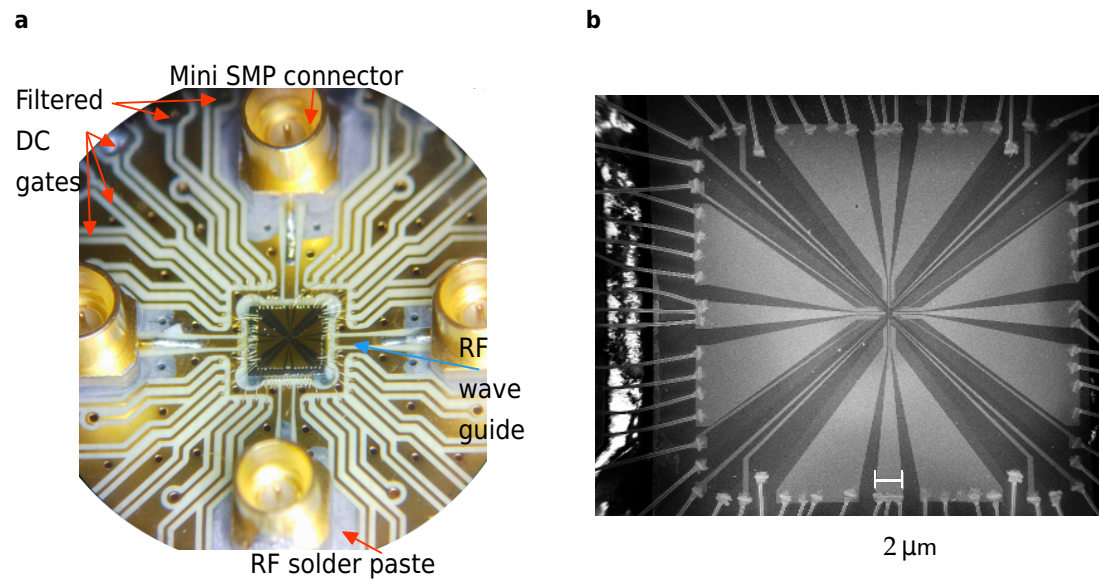 a
b
Mini SMP connector
Filtered
DC
gates
RF
wave
guide
RF solder paste
2 μm